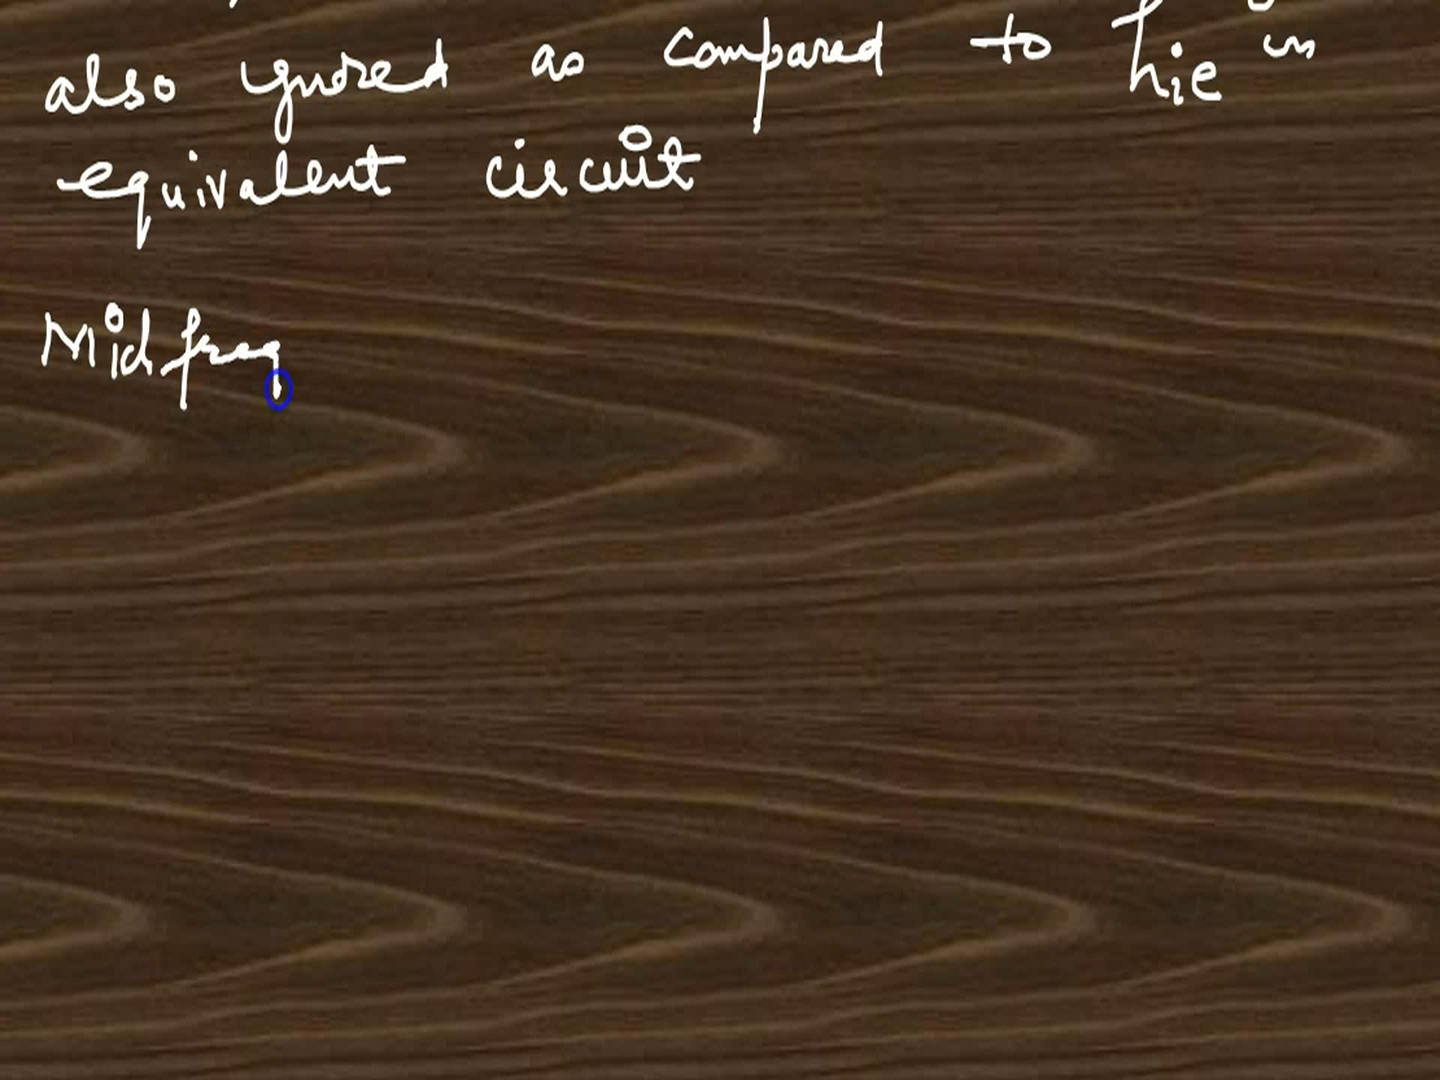 also ignored as compared to hie in
equivalent circuit
Mid freq